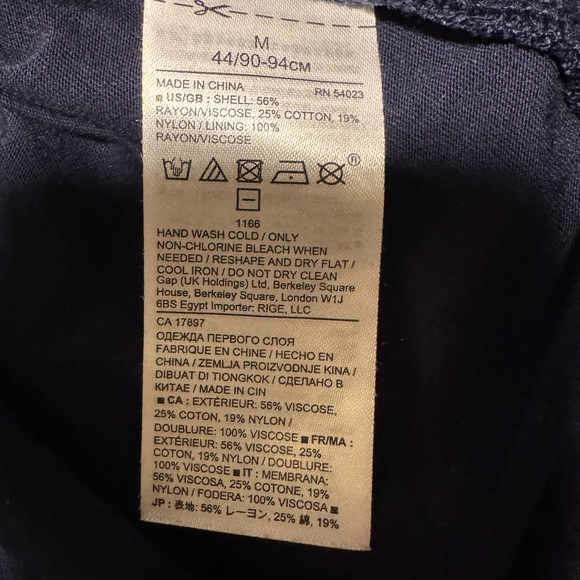 M
44/90-94CM
MADE IN CHINA RN 54023
US/GB : SHELL: 56%
RAYON/VISCOSE, 25% COTTON, 19%
NYLON / LINING: 100%
RAYON/VISCOSE
®
1166
HAND WASH COLD / ONLY
NON-CHLORINE BLEACH WHEN
NEEDED / RESHAPE AND DRY FLAT /
COOL IRON / DO NOT DRY CLEAN
Gap (UK Holdings) Ltd, Berkeley Square
House, Berkeley Square, London W1J
6BS Egypt Importer: RIGE, LLC
CA 17897
ОДЕЖДА ПЕРВОГО СЛОЯ
FABRIQUÉ EN CHINE / HECHO EN
CHINA / ZEMLJA PROIZVODNJE KINA /
DIBUAT DI TIONGKOK / СДЕЛАНО В
КИТАЕ / MADE IN CIN
■ CA : EXTÉRIEUR: 56% VISCOSE,
25% COTON, 19% NYLON /
DOUBLURE: 100% VISCOSE ■ FR/MA :
EXTÉRIEUR: 56% VISCOSE, 25%
COTON, 19% NYLON / DOUBLURE:
100% VISCOSE ■ IT : MEMBRANA:
56% VISCOSA, 25% COTONE, 19%
NYLON / FODERA: 100% VISCOSA ■
JP : 表地: 56% レーヨン, 25% 綿, 19%